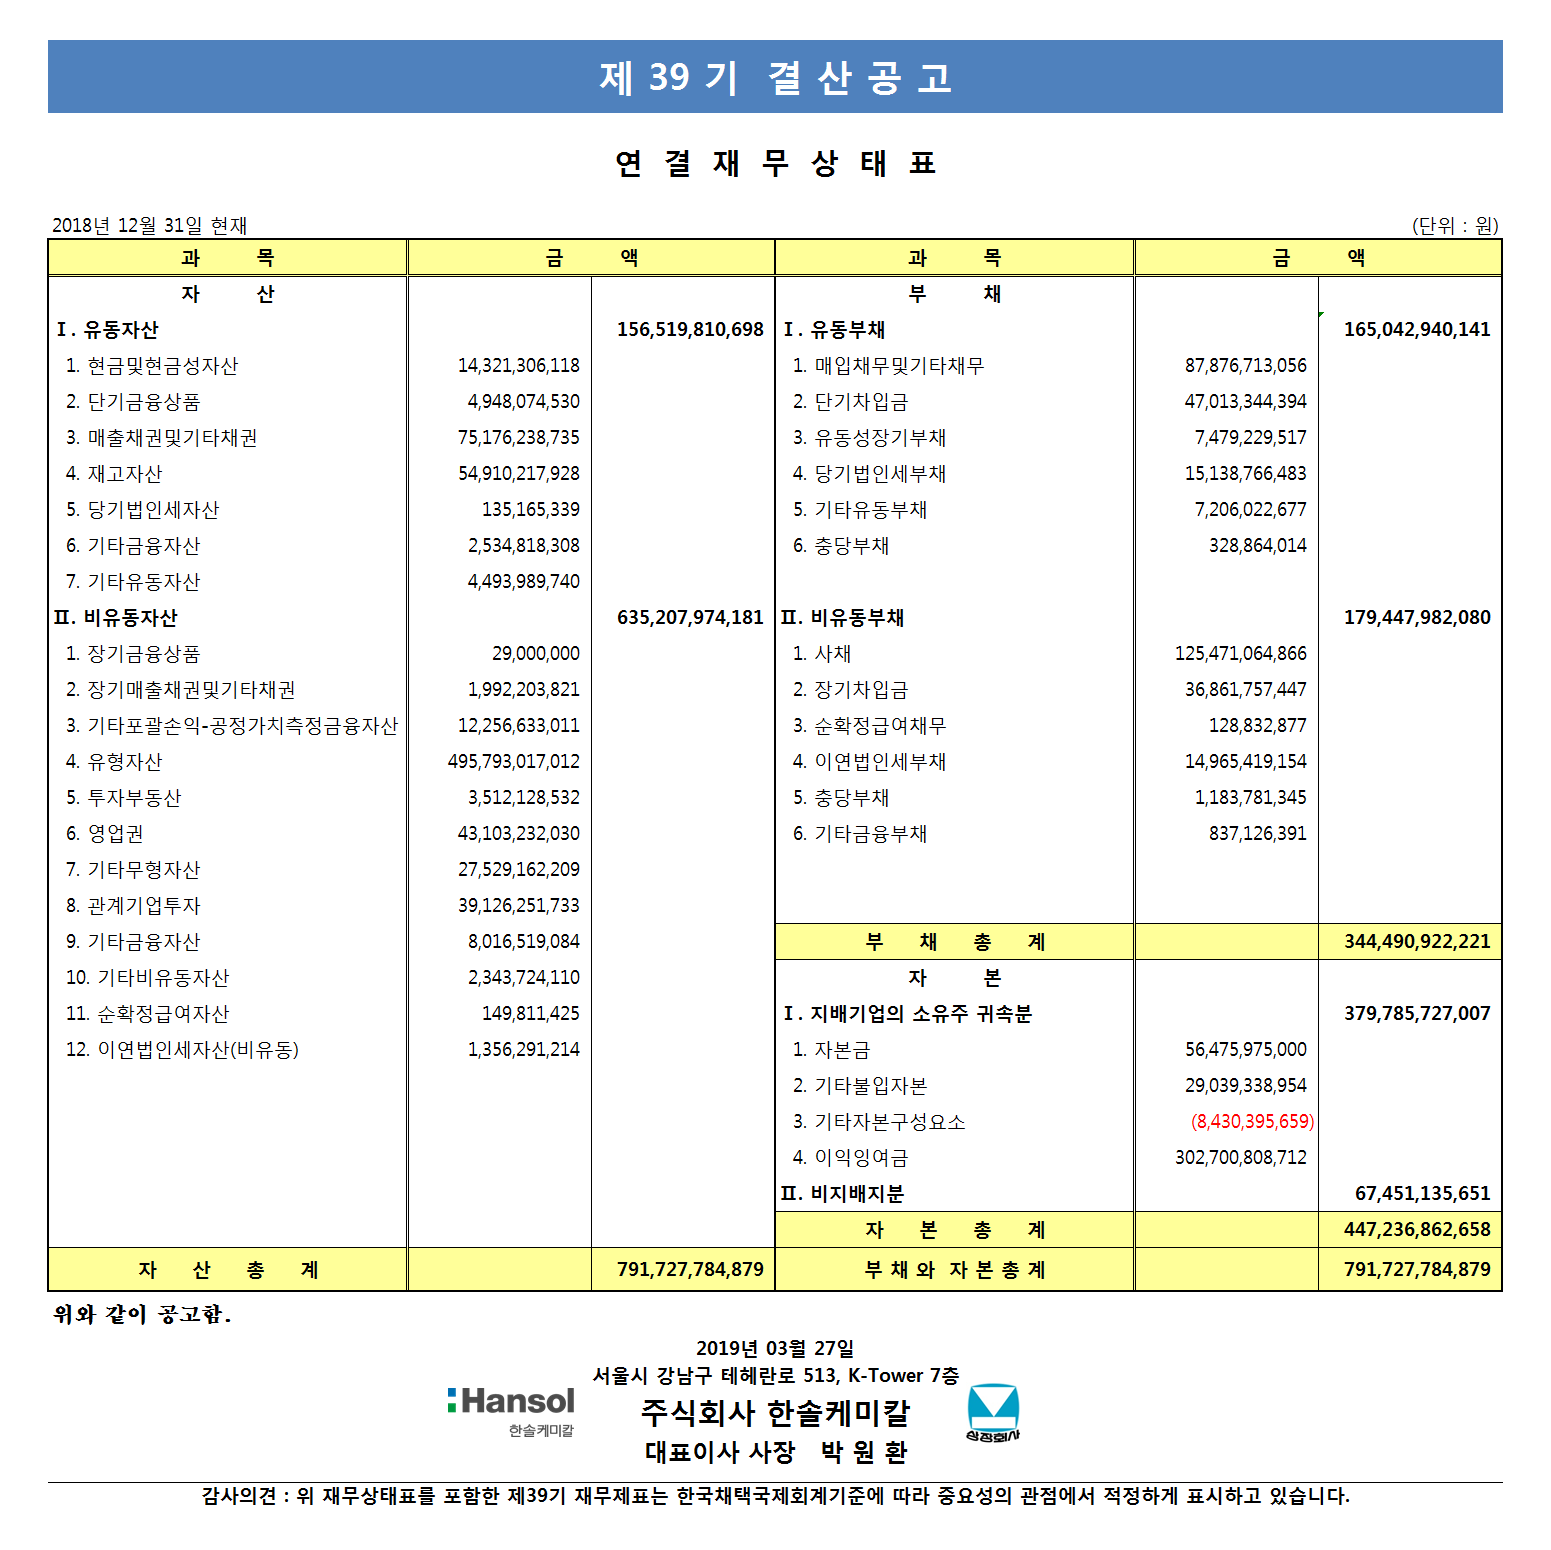 제 39 기 결 산 공 고
연 결 재 무 상 태 표
2018년 12월 31일 현재 (단위 : 원)
과 목 금 액 과 목 금 액
자 산 부 채
Ⅰ. 유동자산 156,519,810,698 Ⅰ. 유동부채 165,042,940,141
1. 현금및현금성자산 14,321,306,118 1. 매입채무및기타채무 87,876,713,056
2. 단기금융상품 4,948,074,530 2. 단기차입금 47,013,344,394
3. 매출채권및기타채권 75,176,238,735 3. 유동성장기부채 7,479,229,517
4. 재고자산 54,910,217,928 4. 당기법인세부채 15,138,766,483
5. 당기법인세자산 135,165,339 5. 기타유동부채 7,206,022,677
6. 기타금융자산 2,534,818,308 6. 충당부채 328,864,014
7. 기타유동자산 4,493,989,740
Ⅱ. 비유동자산 635,207,974,181 Ⅱ. 비유동부채 179,447,982,080
1. 장기금융상품 29,000,000 1. 사채 125,471,064,866
2. 장기매출채권및기타채권 1,992,203,821 2. 장기차입금 36,861,757,447
3. 기타포괄손익-공정가치측정금융자산 12,256,633,011 3. 순확정급여채무 128,832,877
4. 유형자산 495,793,017,012 4. 이연법인세부채 14,965,419,154
5. 투자부동산 3,512,128,532 5. 충당부채 1,183,781,345
6. 영업권 43,103,232,030 6. 기타금융부채 837,126,391
7. 기타무형자산 27,529,162,209
8. 관계기업투자 39,126,251,733
9. 기타금융자산 8,016,519,084 부 채 총 계 344,490,922,221
10. 기타비유동자산 2,343,724,110 자 본
11. 순확정급여자산 149,811,425 Ⅰ. 지배기업의 소유주 귀속분 379,785,727,007
12. 이연법인세자산(비유동) 1,356,291,214 1. 자본금 56,475,975,000
2. 기타불입자본 29,039,338,954
3. 기타자본구성요소 (8,430,395,659)
4. 이익잉여금 302,700,808,712
Ⅱ. 비지배지분 67,451,135,651
자 본 총 계 447,236,862,658
자 산 총 계 791,727,784,879 부 채 와 자 본 총 계 791,727,784,879
위와 같이 공고함.
2019년 03월 27일
서울시 강남구 테헤란로 513, K-Tower 7층
Hansol
한솔케미칼
주식회사 한솔케미칼
상장회사
대표이사 사장 박 원 환
감사의견 : 위 재무상태표를 포함한 제39기 재무제표는 한국채택국제회계기준에 따라 중요성의 관점에서 적정하게 표시하고 있습니다.